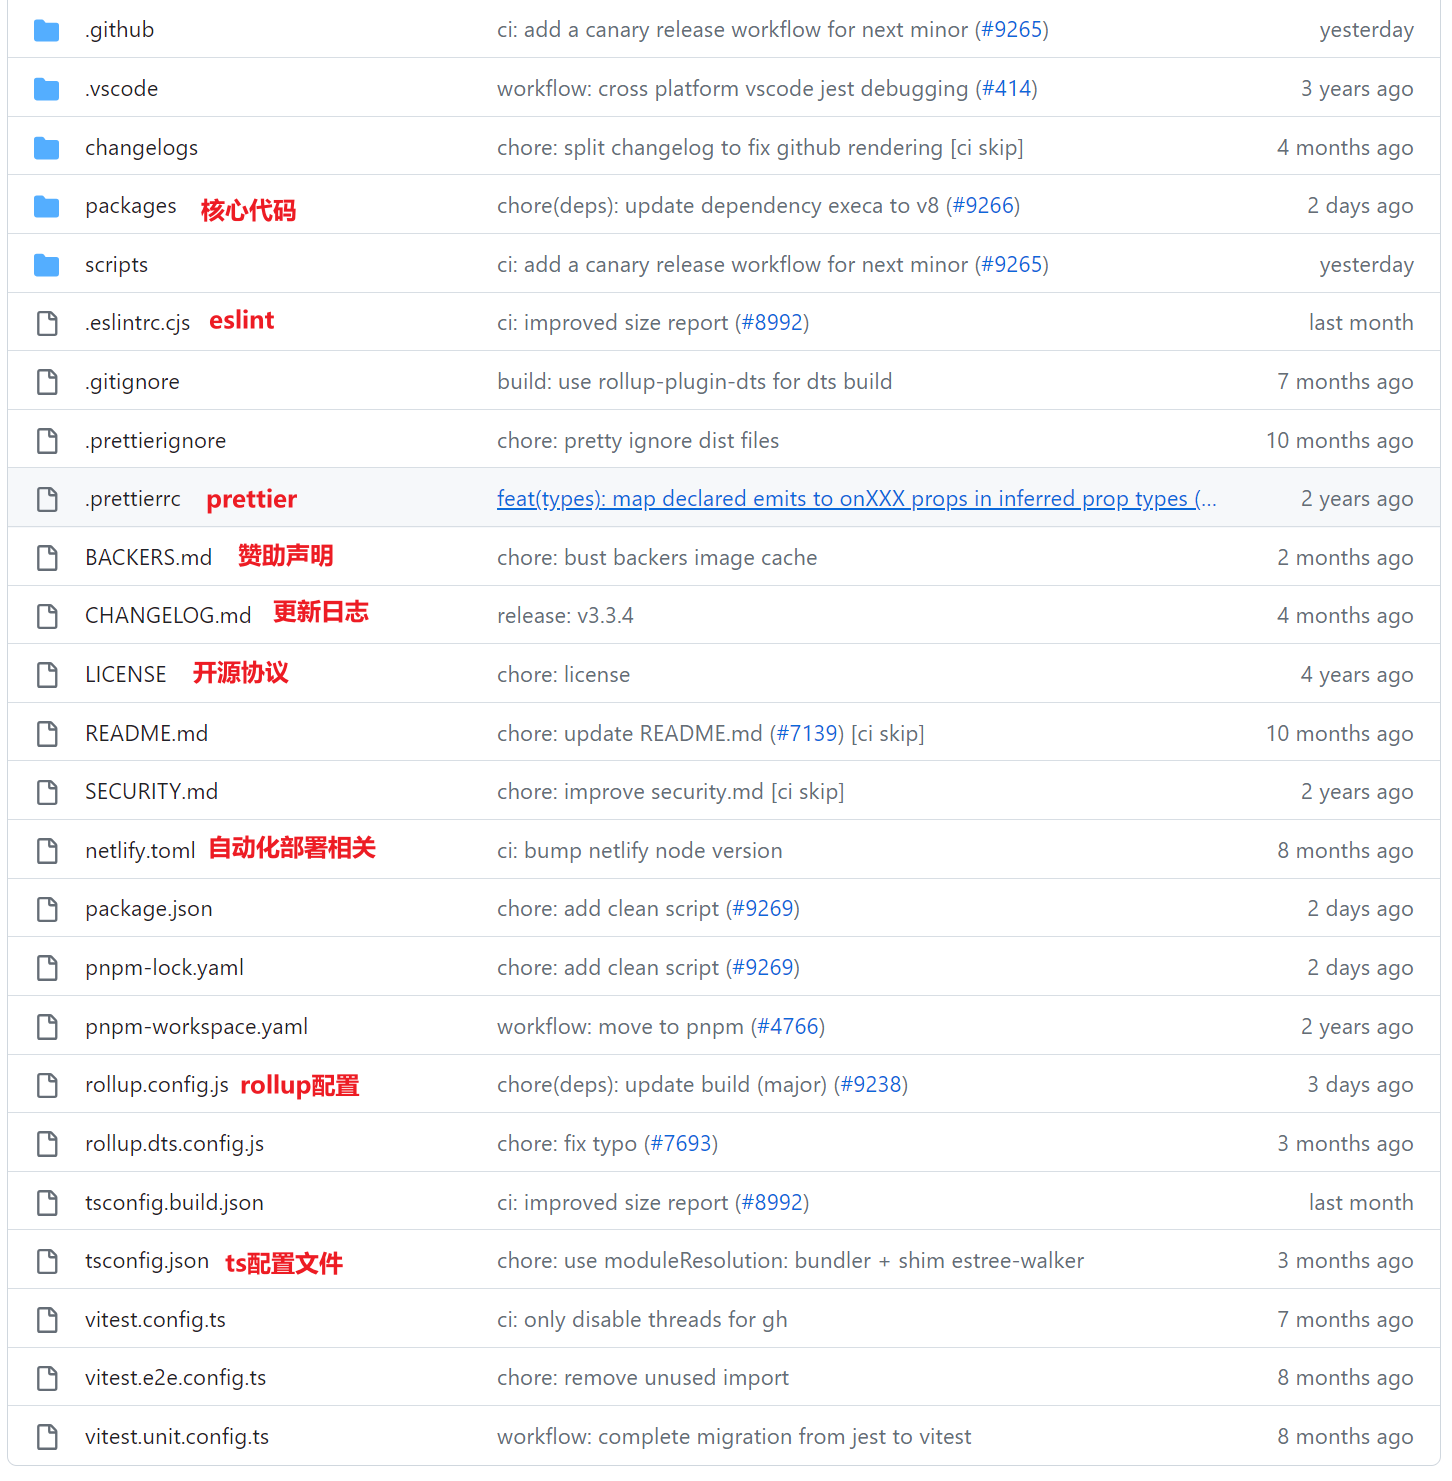 .github ci: add a canary release workflow for next minor (#9265) yesterday
.vscode workflow: cross platform vscode jest debugging (#414) 3 years ago
changelogs chore: split changelog to fix github rendering [ci skip] 4 months ago
packages 核心代码 chore(deps): update dependency execa to v8 (#9266) 2 days ago
scripts ci: add a canary release workflow for next minor (#9265) yesterday
.eslintrc.cjs eslint ci: improved size report (#8992) last month
.gitignore build: use rollup-plugin-dts for dts build 7 months ago
.prettierignore chore: pretty ignore dist files 10 months ago
.prettierrc prettier feat(types): map declared emits to onXXX props in inferred prop types (... 2 years ago
BACKERS.md 赞助声明 chore: bust backers image cache 2 months ago
CHANGELOG.md 更新日志 release: v3.3.4 4 months ago
LICENSE 开源协议 chore: license 4 years ago
README.md chore: update README.md (#7139) [ci skip] 10 months ago
SECURITY.md chore: improve security.md [ci skip] 2 years ago
netlify.toml 自动化部署相关 ci: bump netlify node version 8 months ago
package.json chore: add clean script (#9269) 2 days ago
pnpm-lock.yaml chore: add clean script (#9269) 2 days ago
pnpm-workspace.yaml workflow: move to pnpm (#4766) 2 years ago
rollup.config.js rollup配置 chore(deps): update build (major) (#9238) 3 days ago
rollup.dts.config.js chore: fix typo (#7693) 3 months ago
tsconfig.build.json ci: improved size report (#8992) last month
tsconfig.json ts配置文件 chore: use moduleResolution: bundler + shim estree-walker 3 months ago
vitest.config.ts ci: only disable threads for gh 7 months ago
vitest.e2e.config.ts chore: remove unused import 8 months ago
vitest.unit.config.ts workflow: complete migration from jest to vitest 8 months ago